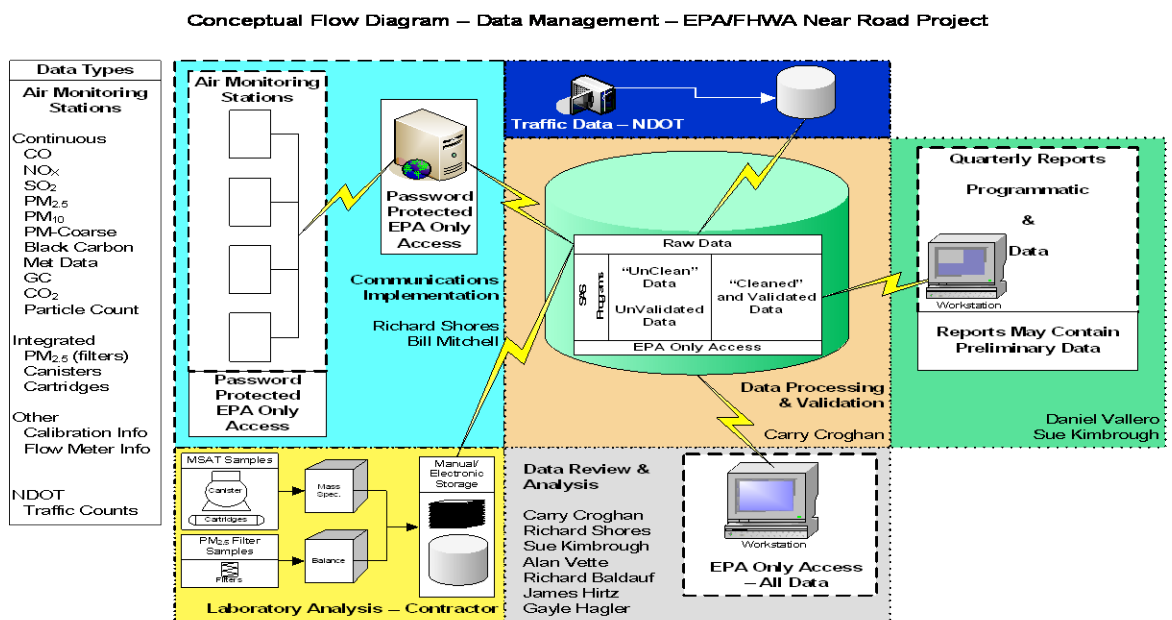 Conceptual Flow Diagram – Data Management – EPA/FHWA Near Road Project
Data Types
Air Monitoring
Stations
Continuous
CO
NOₓ
SO₂
PM₂.₅
PM₁₀
PM-Coarse
Black Carbon
Met Data
GC
CO₂
Particle Count
Integrated
PM₂.₅ (filters)
Canisters
Cartridges
Other
Calibration Info
Flow Meter Info
NDOT
Traffic Counts
Air Monitoring
Stations
Password
Protected
EPA Only
Access
Password
Protected
EPA Only
Access
Communications
Implementation
Richard Shores
Bill Mitchell
Traffic Data – NDOT
Raw Data
SAS
Programs
“UnClean”
Data
UnValidated
Data
“Cleaned”
and Validated
Data
EPA Only Access
Data Processing
& Validation
Carry Croghan
Quarterly Reports
Programmatic
&
Data
Workstation
Reports May Contain
Preliminary Data
Daniel Vallero
Sue Kimbrough
MSAT Samples
Canister
Cartridges
Mass
Spec.
PM₂.₅ Filter
Samples
Filters
Balance
Manual/
Electronic
Storage
Laboratory Analysis – Contractor
Data Review &
Analysis
Carry Croghan
Richard Shores
Sue Kimbrough
Alan Vette
Richard Baldauf
James Hirtz
Gayle Hagler
Workstation
EPA Only Access
– All Data